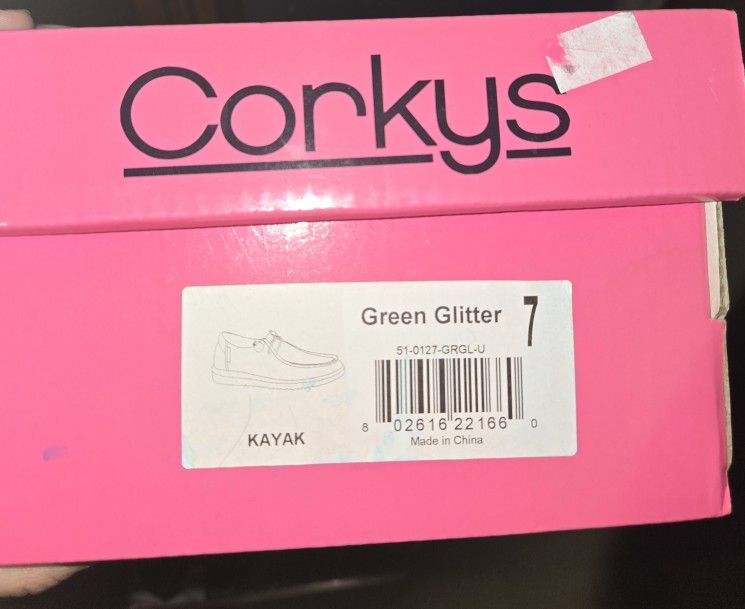 Corkys
Green Glitter 7
51-0127-GRGL-U
8 02616 22166 0
Made in China
KAYAK